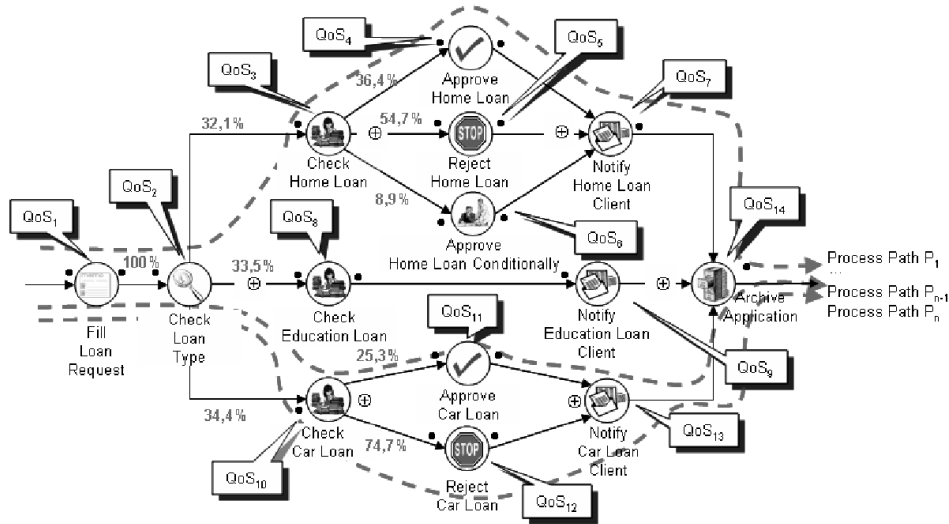 QoS4
QoS5
QoS3
QoS7
36,4%
Approve
Home Loan
32,1%
54,7%
STOP
Check
Home Loan
Reject
Home Loan
Notify
Home Loan
Client
QoS2
8,9%
QoS1
QoS8
QoS14
QoS6
Approve
Home Loan Conditionally
100%
33,5%
Process Path P1
...
Process Path Pn-1
Process Path Pn
Fill
Loan
Request
Check
Loan
Type
Check
Education Loan
Notify
Education Loan
Client
Archive
Application
QoS11
25,3%
QoS9
Approve
Car Loan
34,4%
Check
Car Loan
74,7%
STOP
Notify
Car Loan
Client
QoS13
QoS10
Reject
Car Loan
QoS12